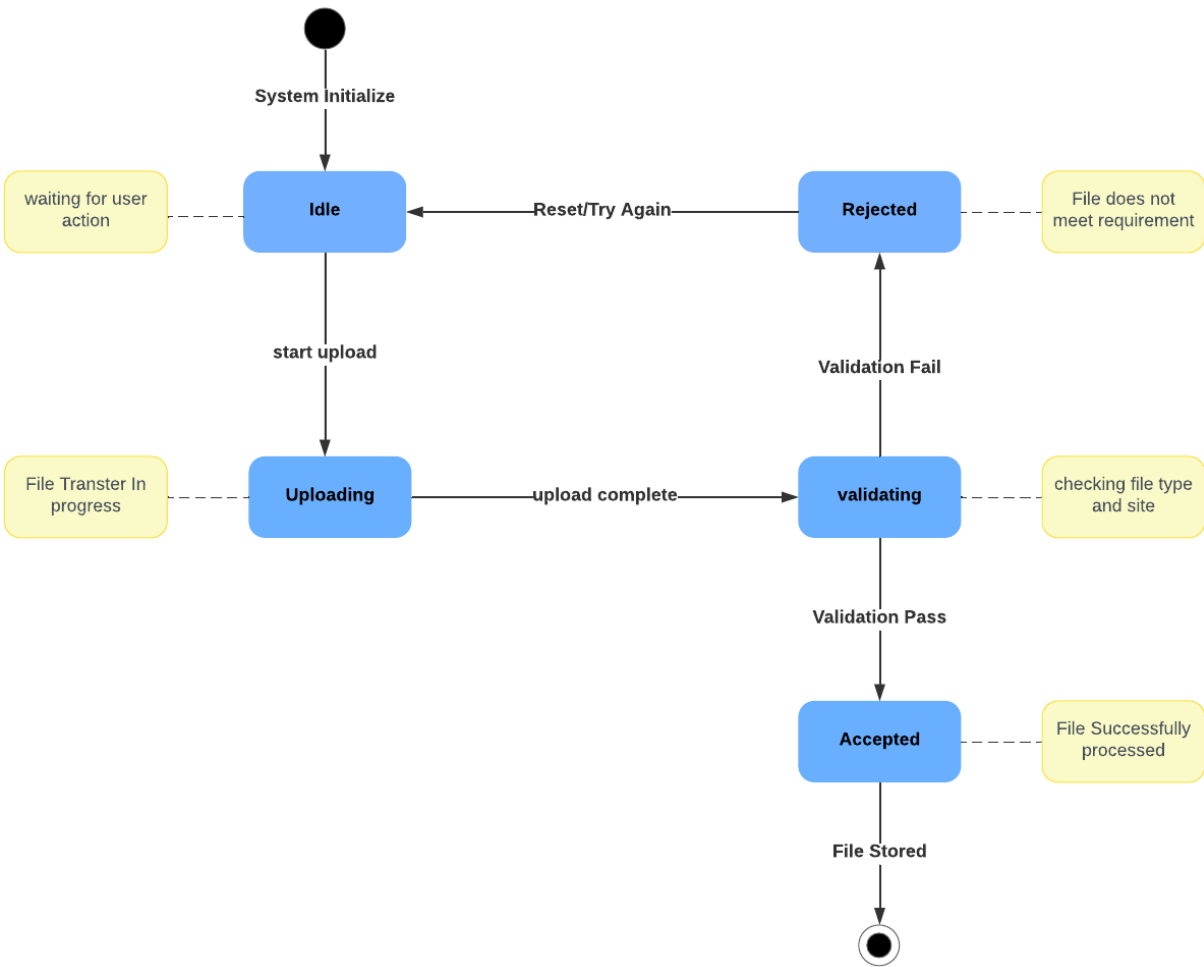 System Initialize
waiting for user
action
Idle
Reset/Try Again
Rejected
File does not
meet requirement
start upload
Validation Fail
File Transter In
progress
Uploading
upload complete
validating
checking file type
and site
Validation Pass
Accepted
File Successfully
processed
File Stored